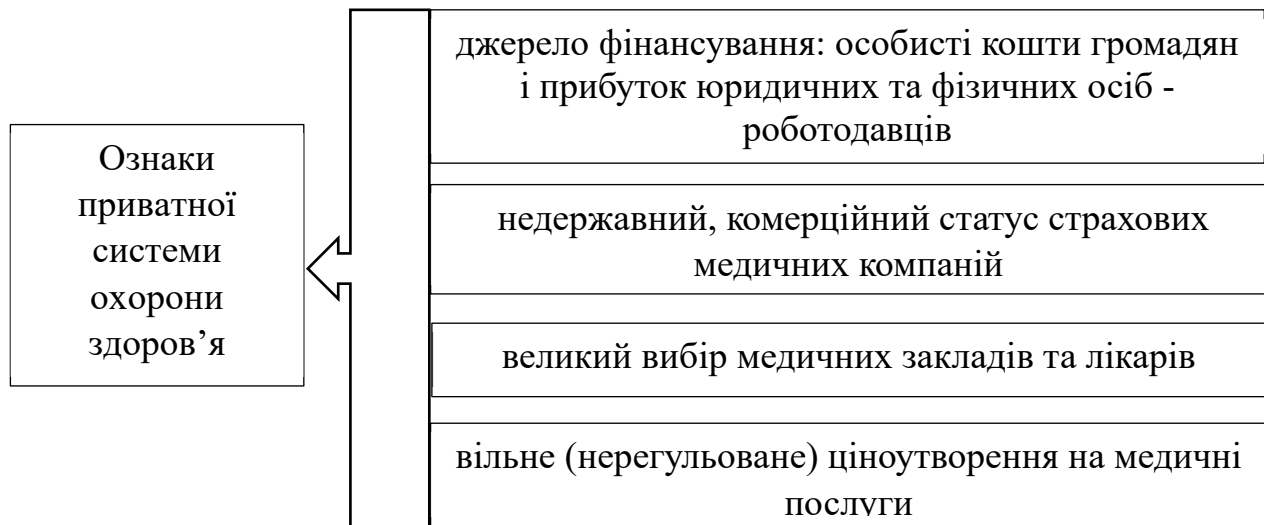 Ознаки
приватної
системи
охорони
здоров’я
джерело фінансування: особисті кошти громадян
і прибуток юридичних та фізичних осіб -
роботодавців
недержавний, комерційний статус страхових
медичних компаній
великий вибір медичних закладів та лікарів
вільне (нерегульоване) ціноутворення на медичні
послуги